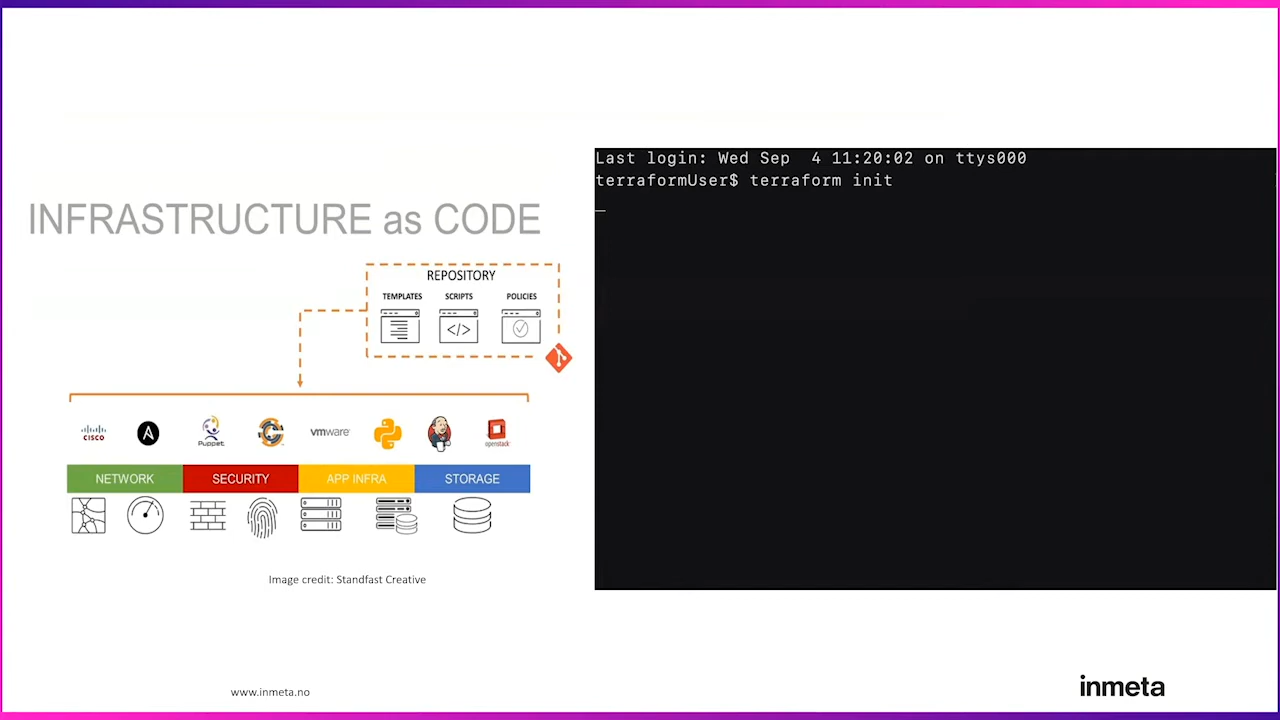 INFRASTRUCTURE as CODE
REPOSITORY
TEMPLATES SCRIPTS POLICIES
</>
CISCO A Puppet vmware openstack
NETWORK SECURITY APP INFRA STORAGE
Image credit: Standfast Creative
Last login: Wed Sep  4 11:20:02 on ttys000
terraformUser$ terraform init
www.inmeta.no
inmeta